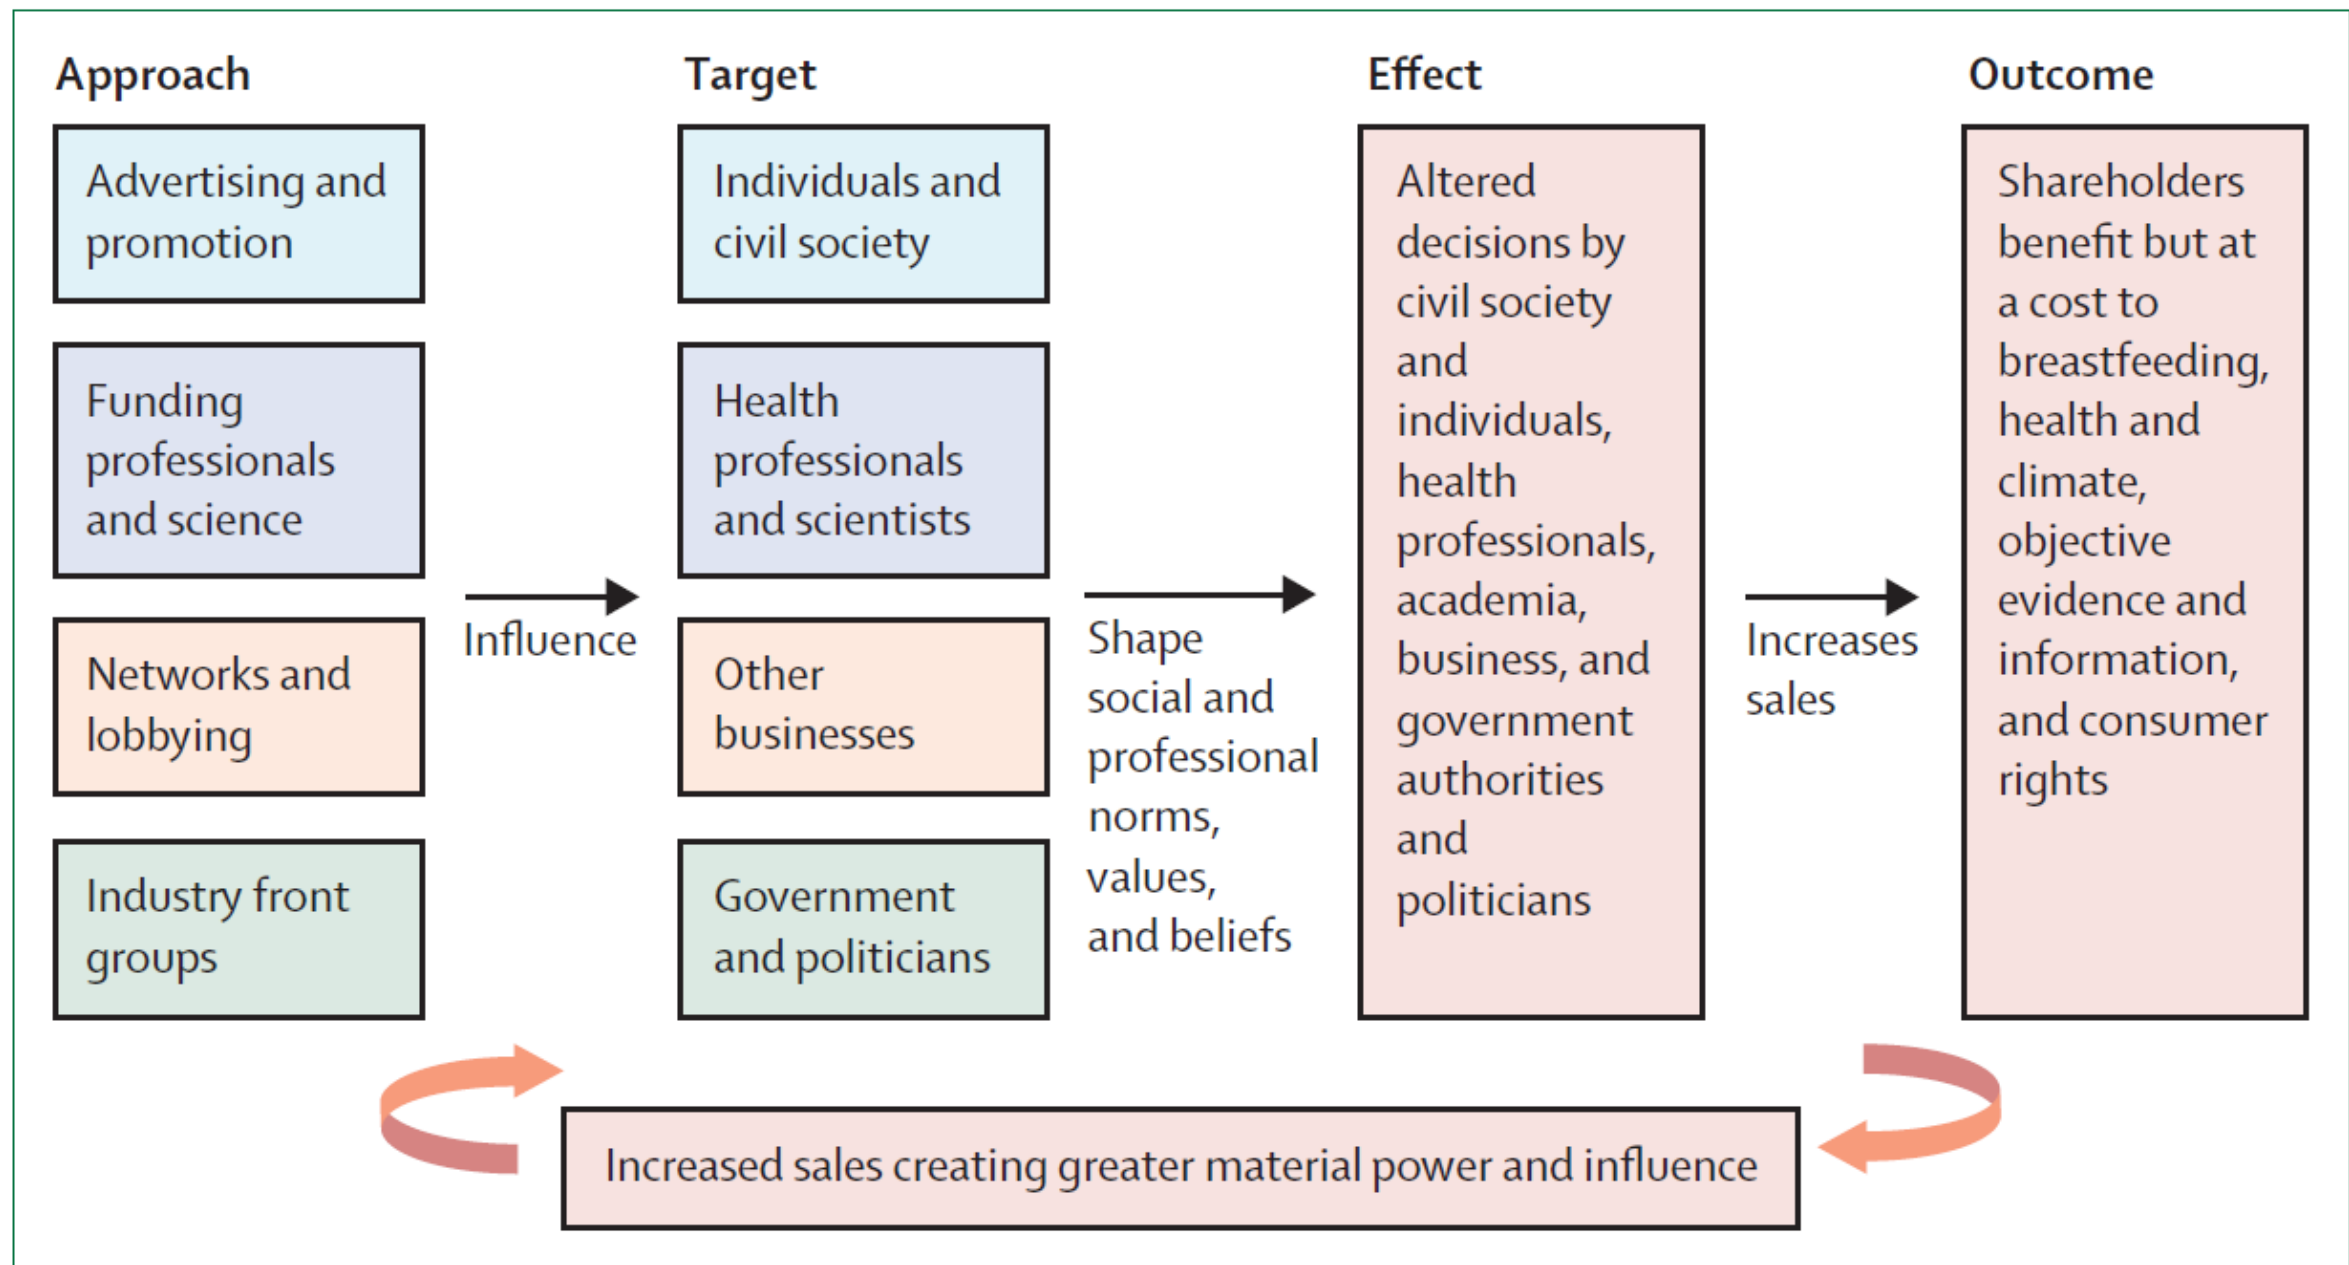 Approach
Advertising and
promotion
Funding
professionals
and science
Networks and
lobbying
Industry front
groups
Influence
Target
Individuals and
civil society
Health
professionals
and scientists
Other
businesses
Government
and politicians
Shape
social and
professional
norms,
values,
and beliefs
Effect
Altered
decisions by
civil society
and
individuals,
health
professionals,
academia,
business, and
government
authorities
and
politicians
Increases
sales
Outcome
Shareholders
benefit but at
a cost to
breastfeeding,
health and
climate,
objective
evidence and
information,
and consumer
rights
Increased sales creating greater material power and influence